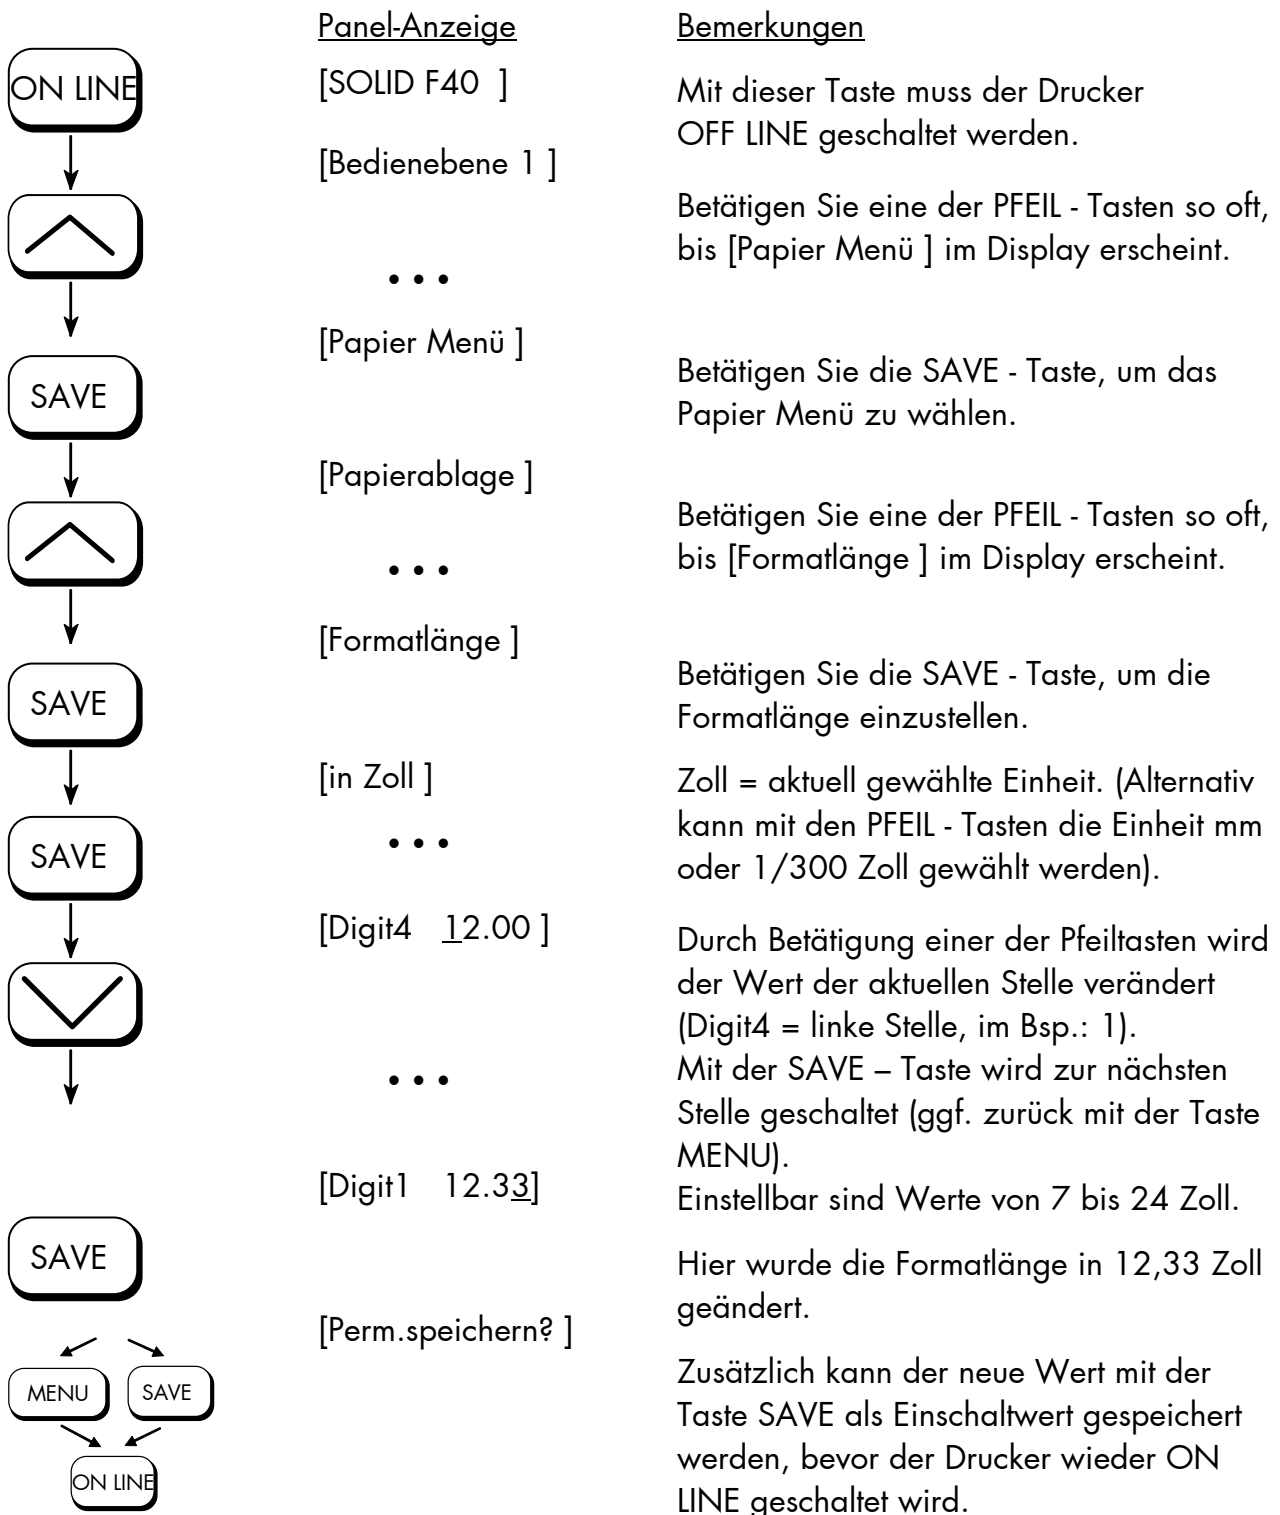 Panel-Anzeige Bemerkungen
ON LINE
[SOLID F40 ]
Mit dieser Taste muss der Drucker
OFF LINE geschaltet werden.
[Bedienebene 1 ]
Betätigen Sie eine der PFEIL - Tasten so oft,
bis [Papier Menü ] im Display erscheint.
• • •
[Papier Menü ]
SAVE
Betätigen Sie die SAVE - Taste, um das
Papier Menü zu wählen.
[Papierablage ]
Betätigen Sie eine der PFEIL - Tasten so oft,
bis [Formatlänge ] im Display erscheint.
• • •
[Formatlänge ]
SAVE
Betätigen Sie die SAVE - Taste, um die
Formatlänge einzustellen.
[in Zoll ]
Zoll = aktuell gewählte Einheit. (Alternativ
kann mit den PFEIL - Tasten die Einheit mm
oder 1/300 Zoll gewählt werden).
• • •
SAVE
[Digit4 12.00 ]
Durch Betätigung einer der Pfeiltasten wird
der Wert der aktuellen Stelle verändert
(Digit4 = linke Stelle, im Bsp.: 1).
Mit der SAVE – Taste wird zur nächsten
Stelle geschaltet (ggf. zurück mit der Taste
MENU).
• • •
[Digit1 12.33]
Einstellbar sind Werte von 7 bis 24 Zoll.
SAVE
Hier wurde die Formatlänge in 12,33 Zoll
geändert.
[Perm.speichern? ]
MENU SAVE
ON LINE
Zusätzlich kann der neue Wert mit der
Taste SAVE als Einschaltwert gespeichert
werden, bevor der Drucker wieder ON
LINE geschaltet wird.